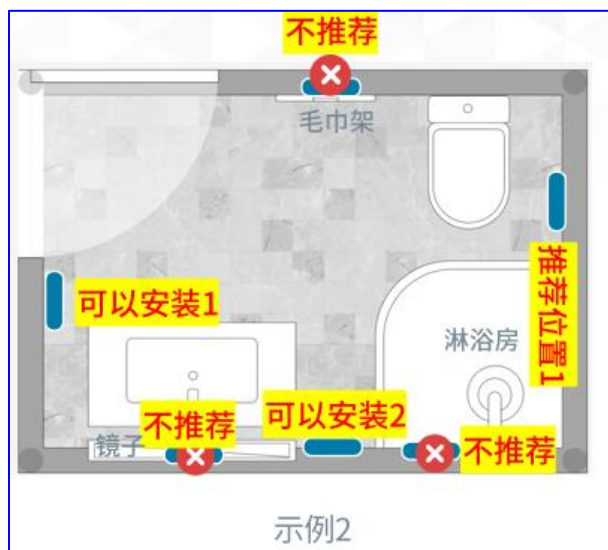 不推荐
毛巾架
推荐位置1
可以安装1
淋浴房
可以安装2
不推荐
镜子
不推荐
示例2